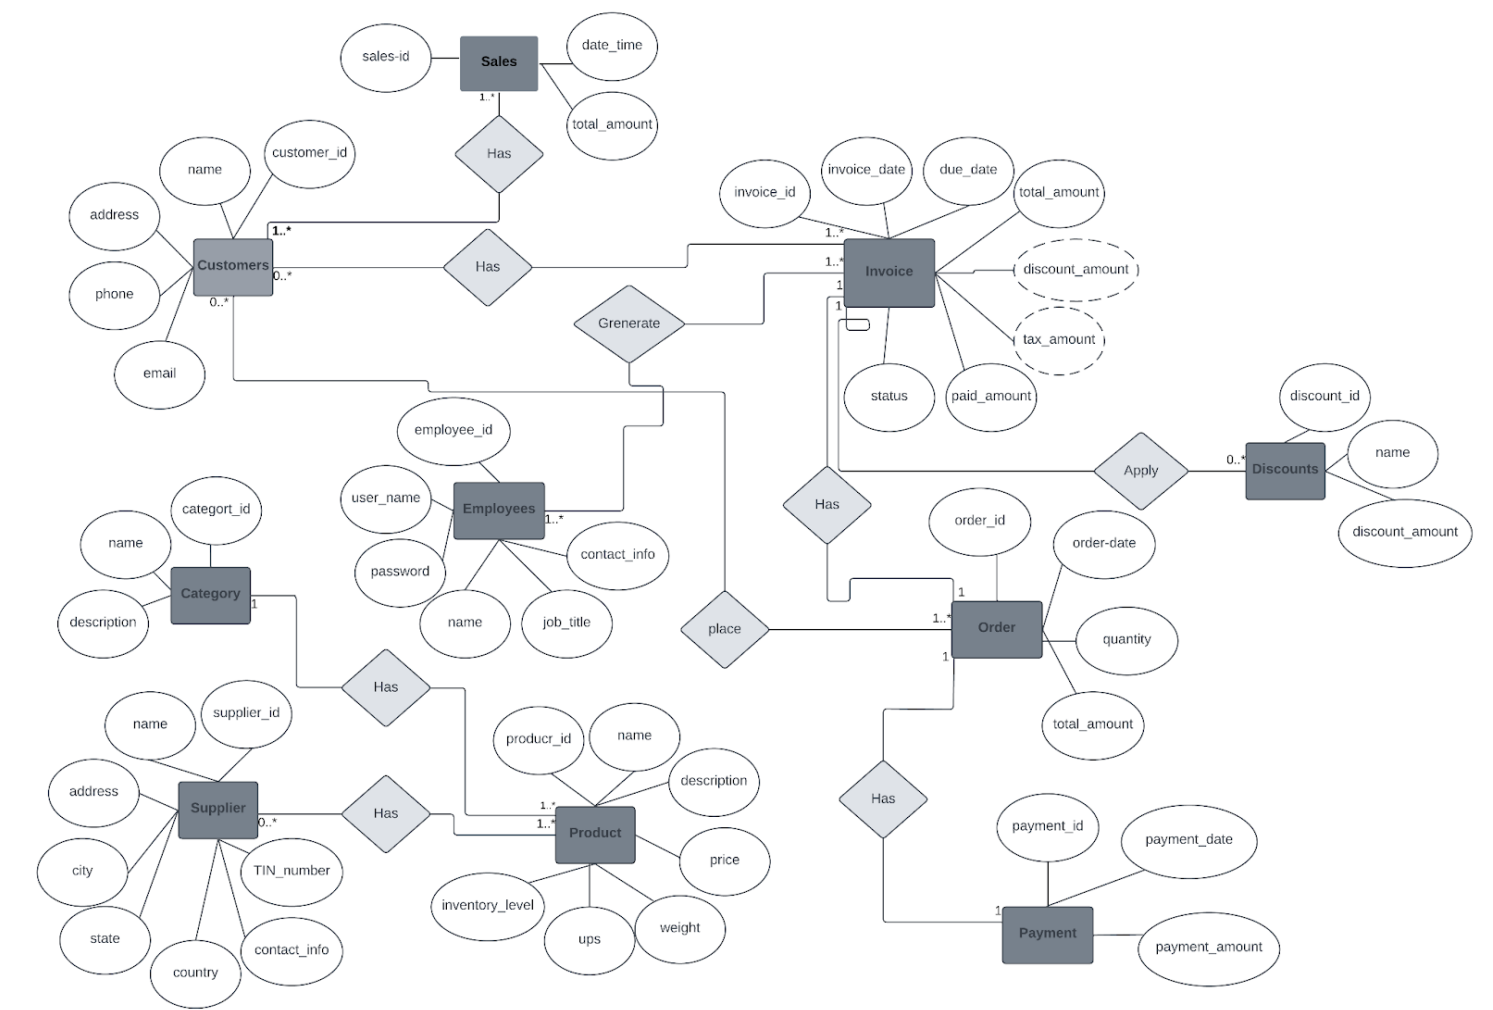 sales-id
Sales
date_time
total_amount
1..*
Has
customer_id
name
address
phone
email
Customers
1..*
0..*
0..*
Has
invoice_id
invoice_date
due_date
total_amount
discount_amount
tax_amount
paid_amount
status
Invoice
1..*
1..*
1
1
Grenerate
employee_id
user_name
password
name
job_title
contact_info
Employees
1..*
discount_id
name
discount_amount
Discounts
0..*
Apply
Has
categort_id
name
description
Category
1
Has
place
order_id
order-date
quantity
total_amount
Order
1
1..*
1
name
supplier_id
address
city
state
country
contact_info
TIN_number
Supplier
0..*
Has
producr_id
name
description
price
weight
ups
inventory_level
Product
1..*
1..*
Has
payment_id
payment_date
payment_amount
Payment
1